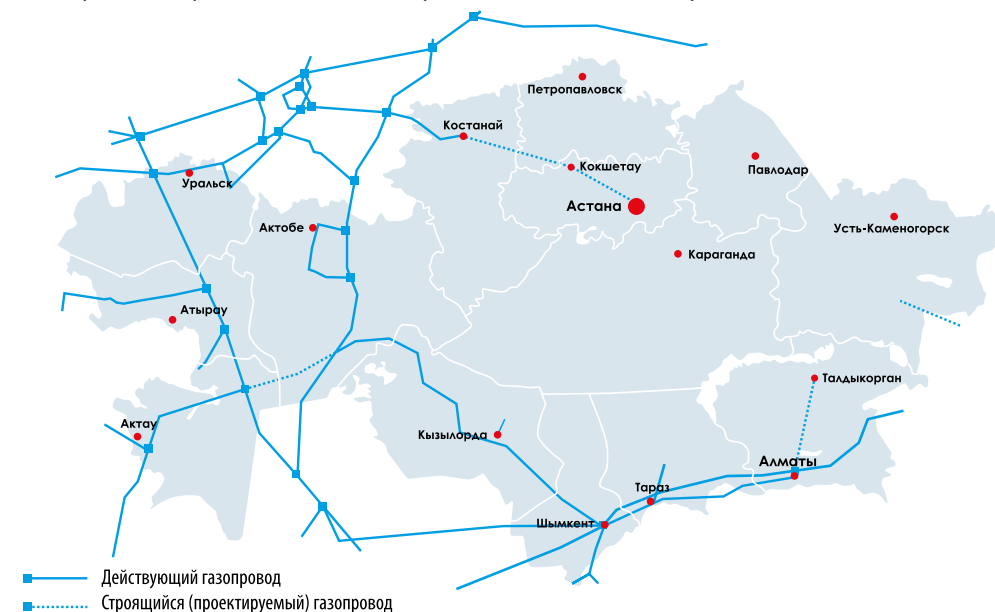 Петропавловск
Костанай
Кокшетау
Павлодар
Уральск
Астана
Актобе
Усть-Каменогорск
Караганда
Атырау
Талдыкорган
Актау
Кызылорда
Алматы
Тараз
Шымкент
Действующий газопровод
Строящийся (проектируемый) газопровод